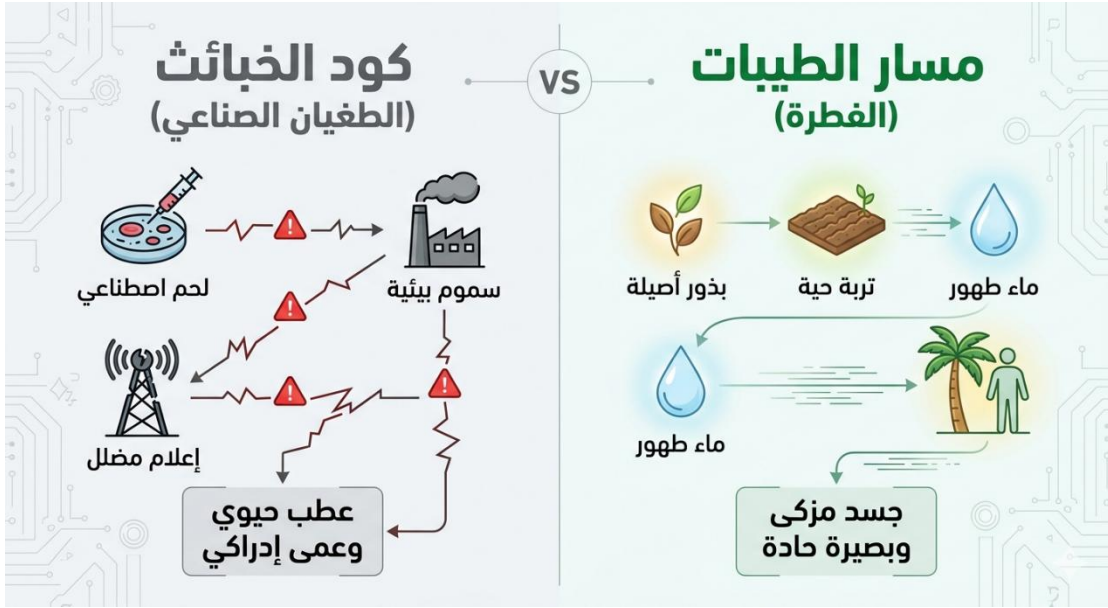 مسار الطيبات
(الفطرة)
VS
كود الخبائث
(الطغيان الصناعي)
بذور أصيلة
تربة حية
ماء طهور
ماء طهور
جسد مزكى
وبصيرة حادة
لحم اصطناعي
سموم بيئية
إعلام مضلل
عطب حيوي
وعمى إدراكي